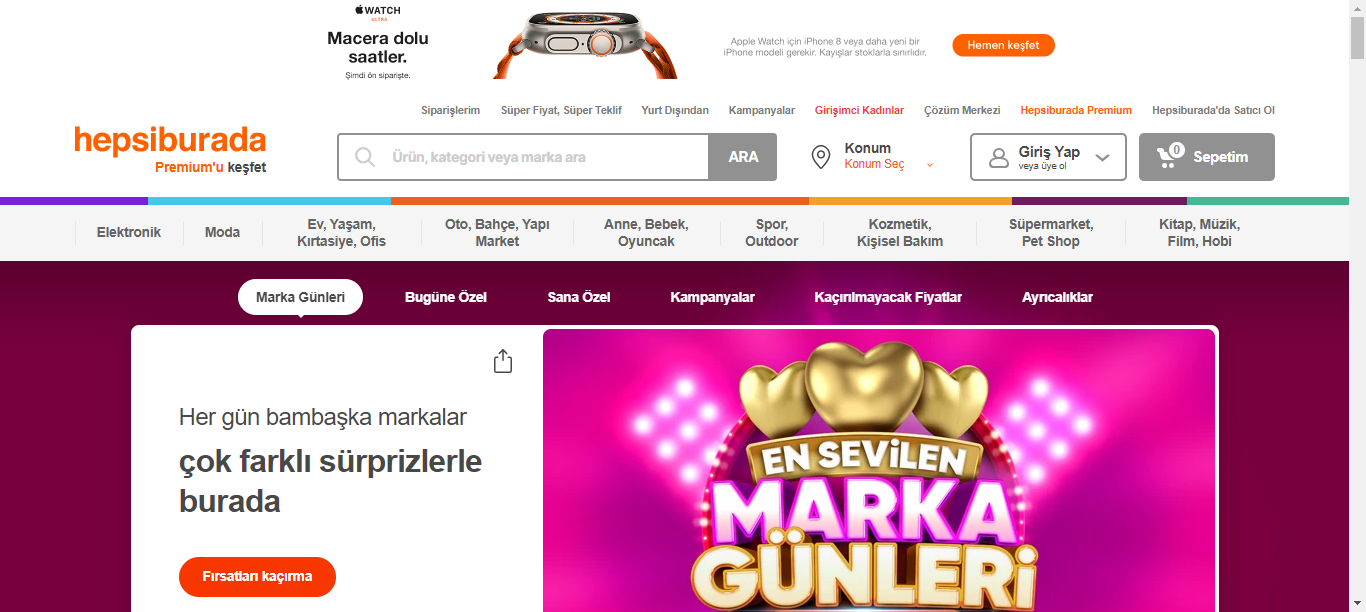 WATCH
ULTRA
Macera dolu
saatler.
Şimdi ön siparişte.
Apple Watch için iPhone 8 veya daha yeni bir
iPhone modeli gerekir. Kayışlar stoklarla sınırlıdır.
Hemen keşfet
Siparişlerim
Süper Fiyat, Süper Teklif
Yurt Dışından
Kampanyalar
Girişimci Kadınlar
Çözüm Merkezi
Hepsiburada Premium
Hepsiburada'da Satıcı Ol
hepsiburada
Premium'u keşfet
Ürün, kategori veya marka ara
ARA
Konum
Konum Seç
Giriş Yap
veya üye ol
0
Sepetim
Elektronik
Moda
Ev, Yaşam,
Kırtasiye, Ofis
Oto, Bahçe, Yapı
Market
Anne, Bebek,
Oyuncak
Spor,
Outdoor
Kozmetik,
Kişisel Bakım
Süpermarket,
Pet Shop
Kitap, Müzik,
Film, Hobi
Marka Günleri
Bugüne Özel
Sana Özel
Kampanyalar
Kaçırılmayacak Fiyatlar
Ayrıcalıklar
Her gün bambaşka markalar
çok farklı sürprizlerle
burada
Fırsatları kaçırma
EN SEVİLEN
MARKA
GÜNLERİ